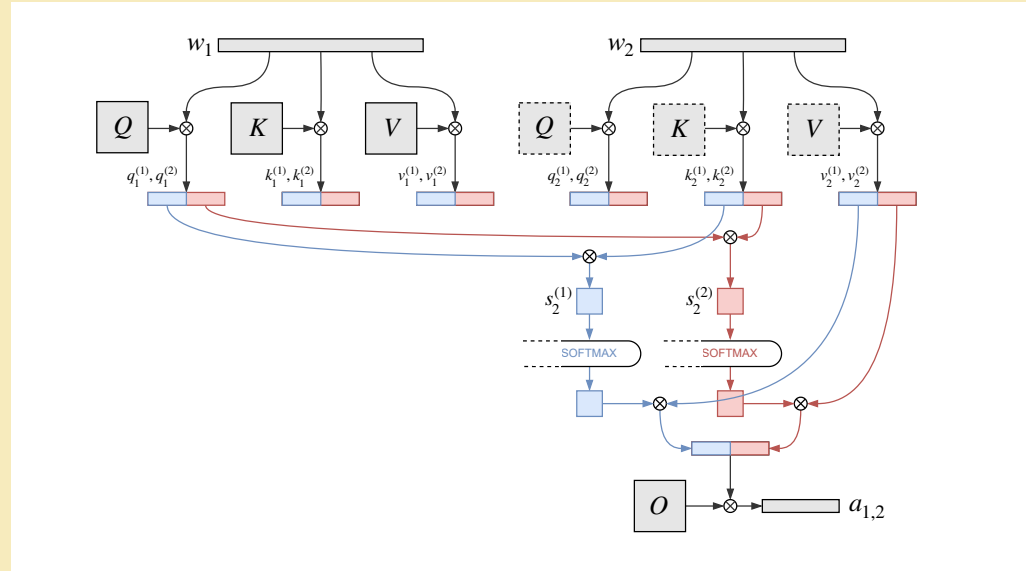 w₁ w₂
Q K V Q K V
q₁⁽¹⁾, q₁⁽²⁾ k₁⁽¹⁾, k₁⁽²⁾ v₁⁽¹⁾, v₁⁽²⁾ q₂⁽¹⁾, q₂⁽²⁾ k₂⁽¹⁾, k₂⁽²⁾ v₂⁽¹⁾, v₂⁽²⁾
s₂⁽¹⁾ s₂⁽²⁾
SOFTMAX SOFTMAX
O a₁,₂